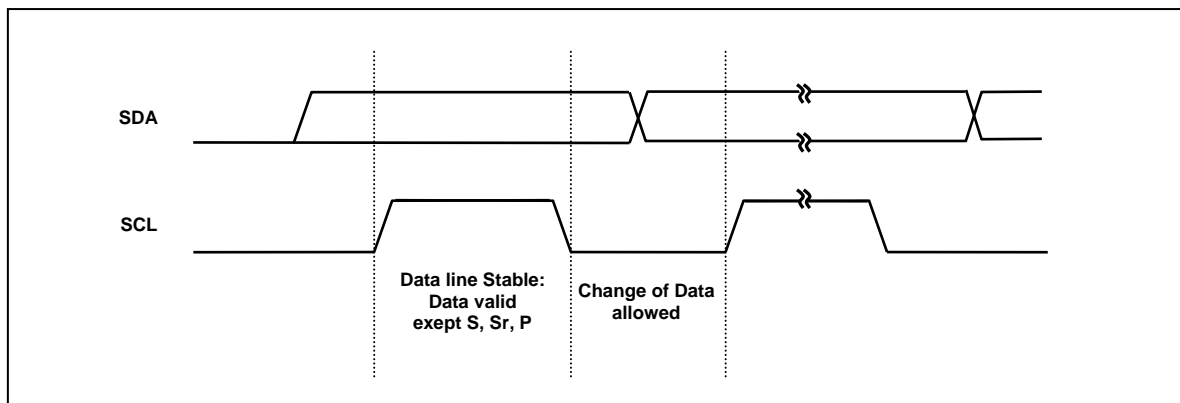 SDA
SCL
Data line Stable:
Data valid
exept S, Sr, P
Change of Data
allowed